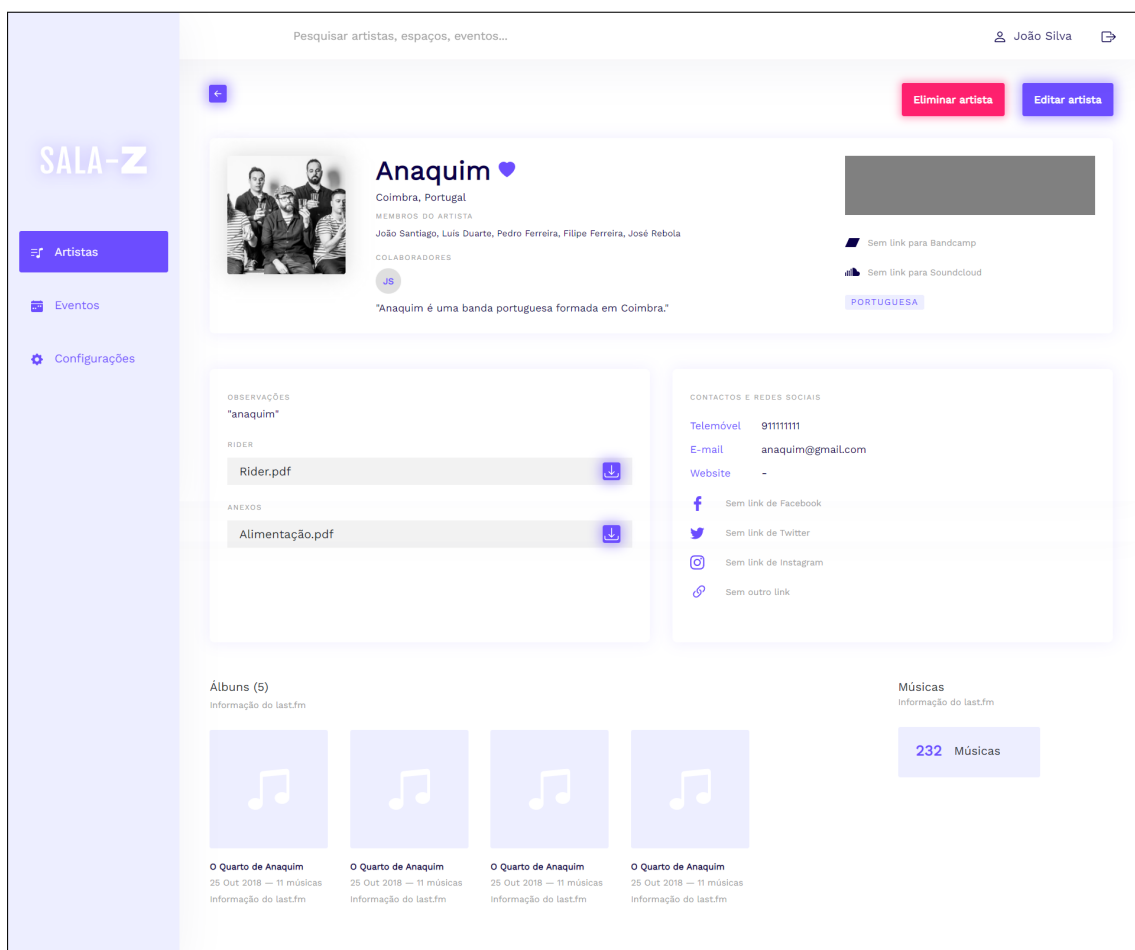 Pesquisar artistas, espaços, eventos...
João Silva
SALA-Z
Artistas
Eventos
Configurações
Eliminar artista
Editar artista
Anaquim
Coimbra, Portugal
MEMBROS DO ARTISTA
João Santiago, Luís Duarte, Pedro Ferreira, Filipe Ferreira, José Rebola
COLABORADORES
JS
"Anaquim é uma banda portuguesa formada em Coimbra."
Sem link para Bandcamp
Sem link para Soundcloud
PORTUGUESA
OBSERVAÇÕES
"anaquim"
RIDER
Rider.pdf
ANEXOS
Alimentação.pdf
CONTACTOS E REDES SOCIAIS
Telemóvel 911111111
E-mail anaquim@gmail.com
Website -
Sem link de Facebook
Sem link de Twitter
Sem link de Instagram
Sem outro link
Álbuns (5)
Informação do last.fm
O Quarto de Anaquim
25 Out 2018 — 11 músicas
Informação do last.fm
O Quarto de Anaquim
25 Out 2018 — 11 músicas
Informação do last.fm
O Quarto de Anaquim
25 Out 2018 — 11 músicas
Informação do last.fm
O Quarto de Anaquim
25 Out 2018 — 11 músicas
Informação do last.fm
Músicas
Informação do last.fm
232 Músicas